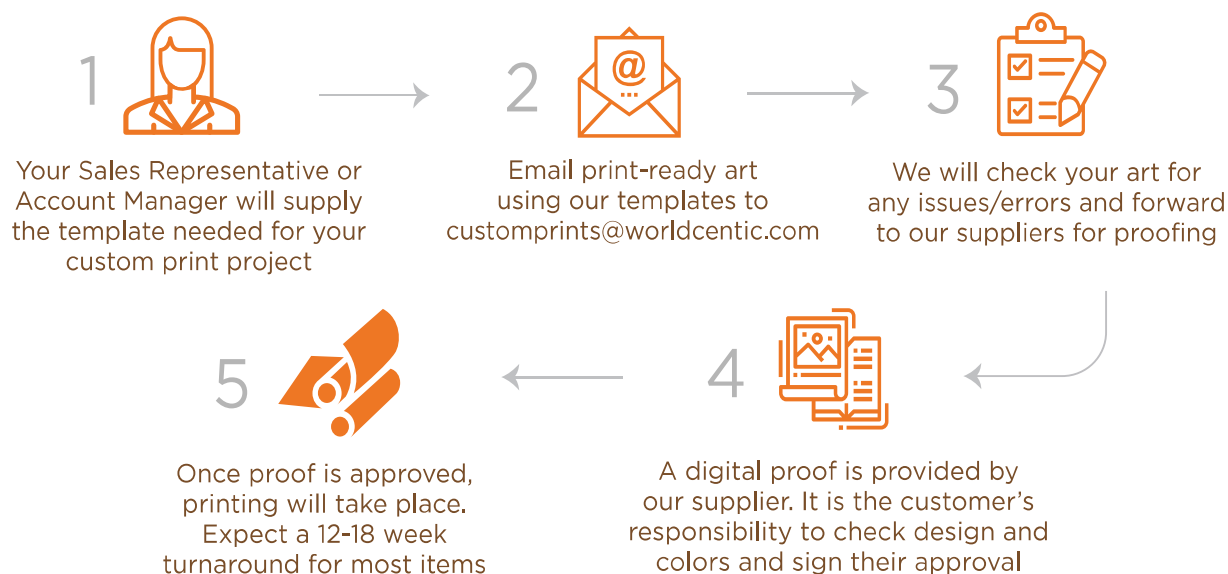 1
Your Sales Representative or
Account Manager will supply
the template needed for your
custom print project
2
@
Email print-ready art
using our templates to
customprints@worldcentic.com
3
We will check your art for
any issues/errors and forward
to our suppliers for proofing
4
A digital proof is provided by
our supplier. It is the customer's
responsibility to check design and
colors and sign their approval
5
Once proof is approved,
printing will take place.
Expect a 12-18 week
turnaround for most items